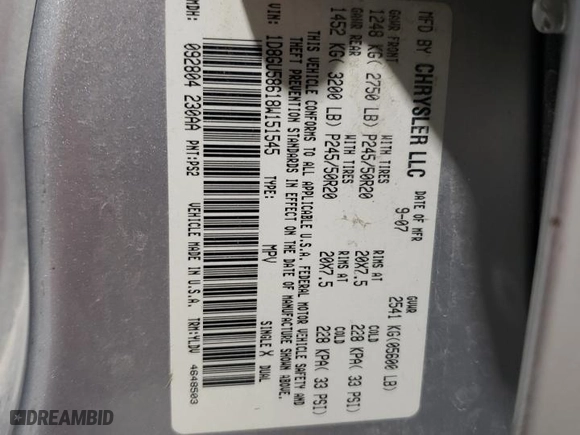 MFD BY CHRYSLER LLC DATE OF MFR 9-07 GVWR 2541 KG(05600 LB)
GAWR FRONT WITH TIRES RIMS AT COLD
1248 KG( 2750 LB) P245/50R20 20X7.5 228 KPA( 33 PSI)
GAWR REAR WITH TIRES RIMS AT COLD
1452 KG( 3200 LB) P245/50R20 20X7.5 228 KPA( 33 PSI)
THIS VEHICLE CONFORMS TO ALL APPLICABLE U.S.A. FEDERAL MOTOR VEHICLE SAFETY AND
THEFT PREVENTION STANDARDS IN EFFECT ON THE DATE OF MANUFACTURE SHOWN ABOVE.
VIN: 1D8GU58618W151545 TYPE: MPV SINGLE X DUAL
MDH: 092804 230AA PNT:PS2 VEHICLE MADE IN U.S.A. TRM:YLDV 4648503
DREAMBID